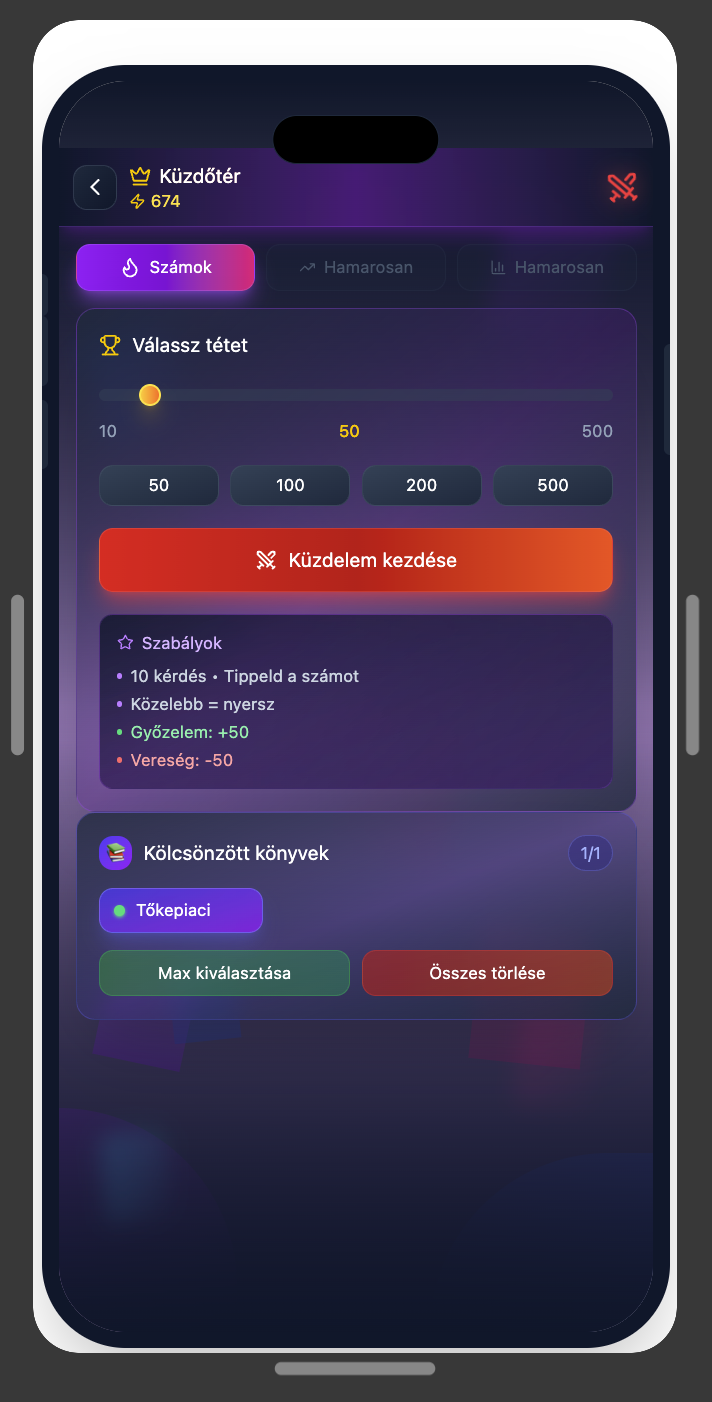 Küzdőtér
674
Számok
Hamarosan
Hamarosan
Válassz tétet
10
50
500
50
100
200
500
Küzdelem kezdése
Szabályok
• 10 kérdés • Tippeld a számot
• Közelebb = nyersz
• Győzelem: +50
• Vereség: -50
Kölcsönzött könyvek
1/1
Tőkepiaci
Max kiválasztása
Összes törlése